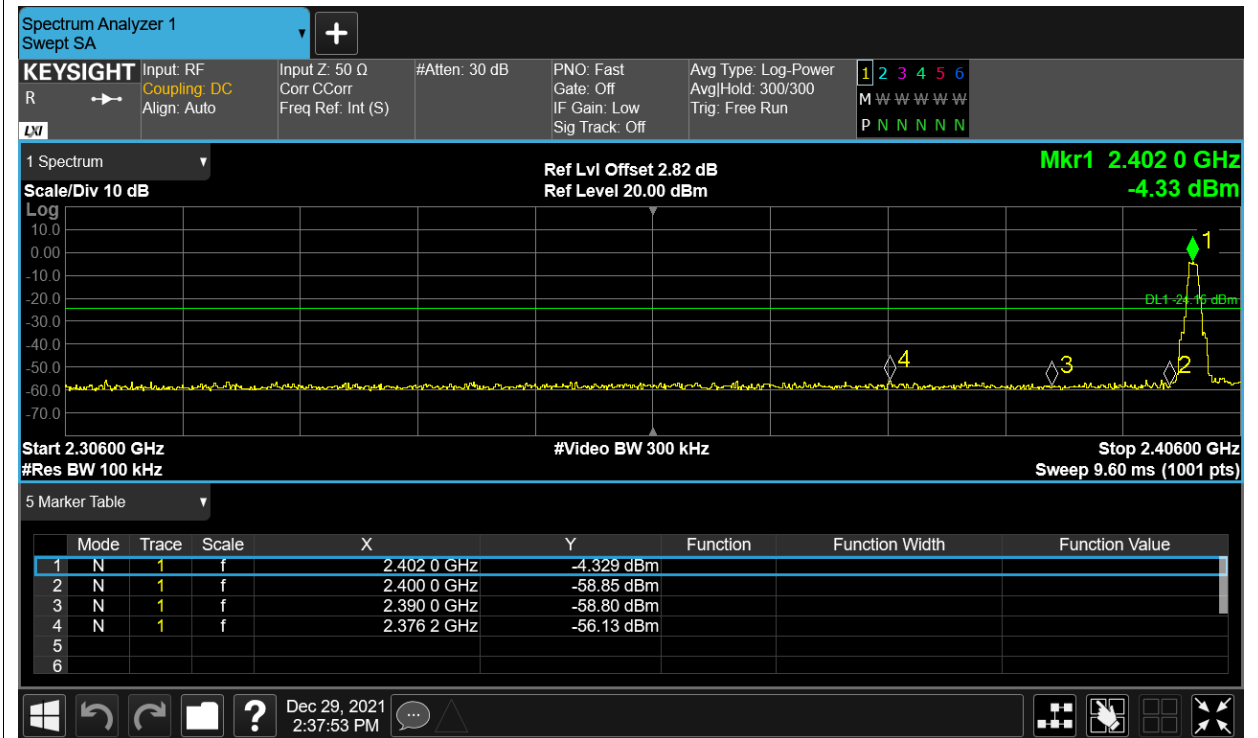 Spectrum Analyzer 1
Swept SA
+
KEYSIGHT Input: RF Input Z: 50 Ω #Atten: 30 dB PNO: Fast Avg Type: Log-Power 1 2 3 4 5 6
R Coupling: DC Corr CCorr Gate: Off Avg|Hold: 300/300 M W W W W W W
Align: Auto Freq Ref: Int (S) IF Gain: Low Trig: Free Run
LXI Sig Track: Off P N N N N N N
1 Spectrum Ref Lvl Offset 2.82 dB Mkr1 2.402 0 GHz
Scale/Div 10 dB Ref Level 20.00 dBm -4.33 dBm
Log
10.0
1
0.00
-10.0
-20.0
DL1 -24.16 dBm
-30.0
-40.0
-50.0
4 3 2
-60.0
-70.0
Start 2.30600 GHz #Video BW 300 kHz Stop 2.40600 GHz
#Res BW 100 kHz Sweep 9.60 ms (1001 pts)
5 Marker Table
Mode Trace Scale X Y Function Function Width Function Value
1 N 1 f 2.402 0 GHz -4.329 dBm
2 N 1 f 2.400 0 GHz -58.85 dBm
3 N 1 f 2.390 0 GHz -58.80 dBm
4 N 1 f 2.376 2 GHz -56.13 dBm
5
6
? Dec 29, 2021
2:37:53 PM